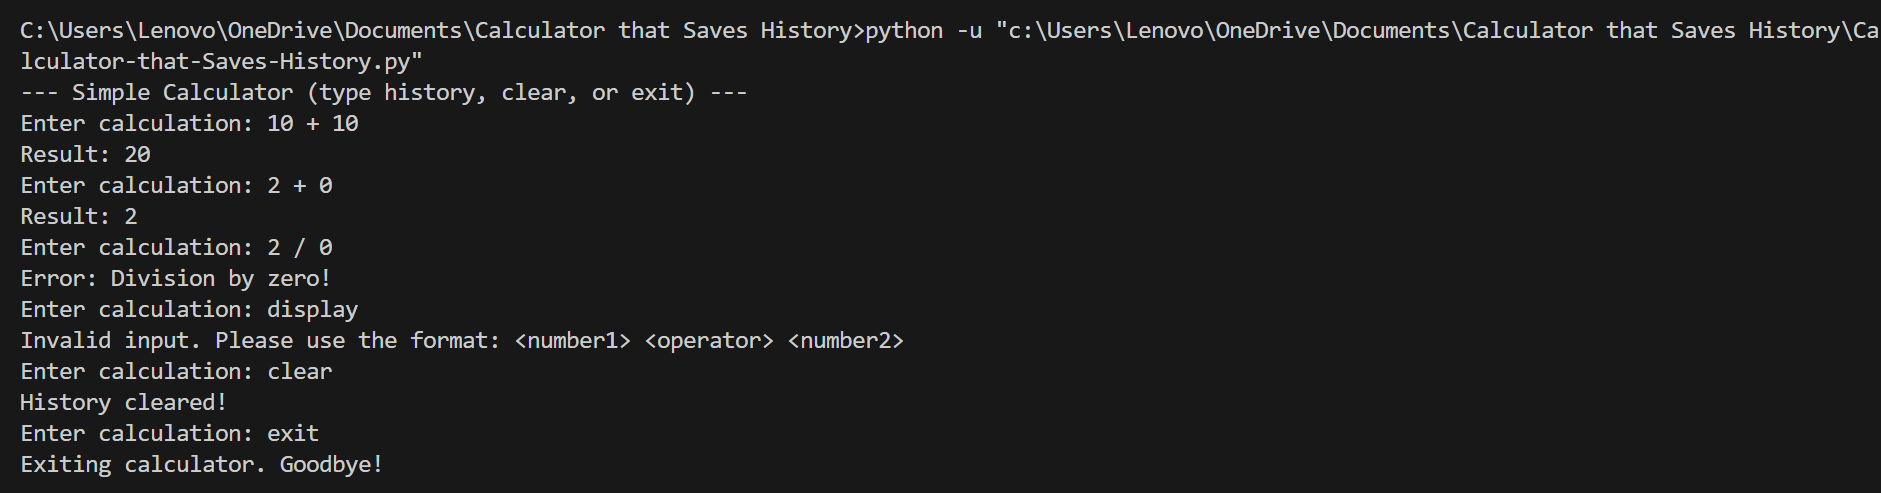 C:\Users\Lenovo\OneDrive\Documents\Calculator that Saves History>python -u "c:\Users\Lenovo\OneDrive\Documents\Calculator that Saves History\Ca
lculator-that-Saves-History.py"
--- Simple Calculator (type history, clear, or exit) ---
Enter calculation: 10 + 10
Result: 20
Enter calculation: 2 + 0
Result: 2
Enter calculation: 2 / 0
Error: Division by zero!
Enter calculation: display
Invalid input. Please use the format: <number1> <operator> <number2>
Enter calculation: clear
History cleared!
Enter calculation: exit
Exiting calculator. Goodbye!